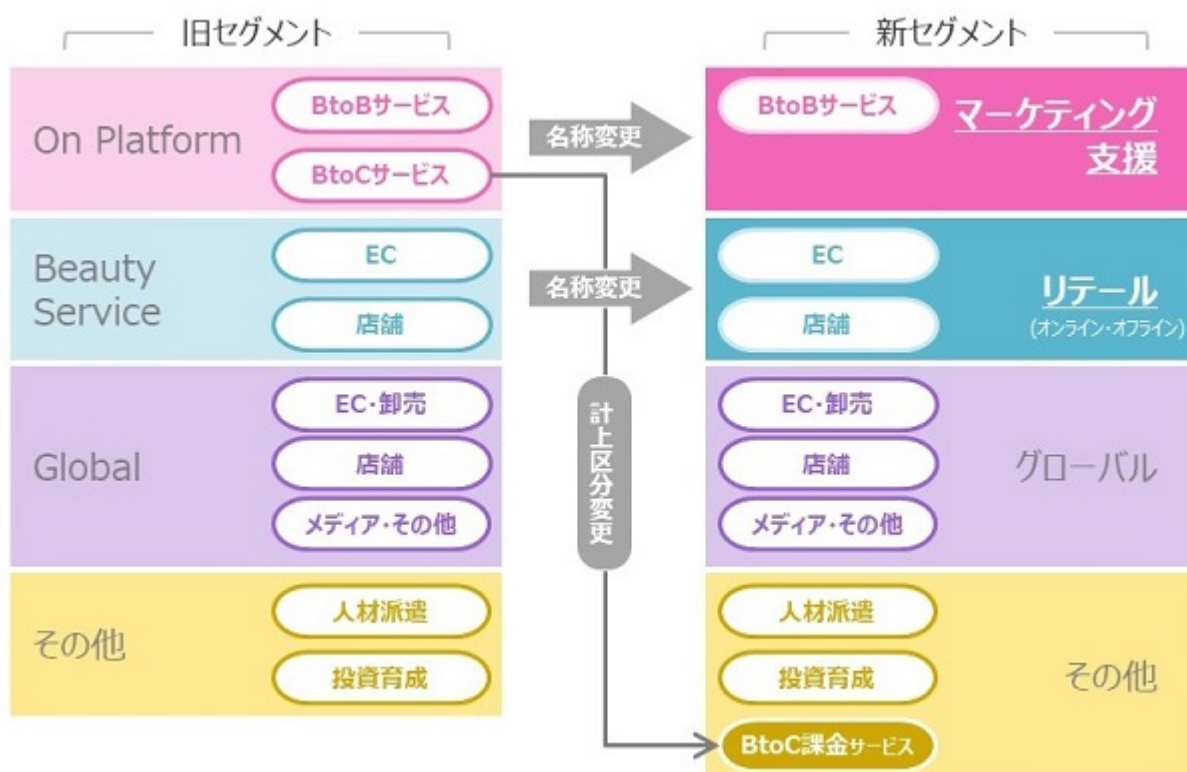 旧セグメント
新セグメント
On Platform
BtoBサービス
BtoCサービス
名称変更
BtoBサービス
マーケティング
支援
Beauty
Service
EC
店舗
名称変更
EC
店舗
リテール
(オンライン・オフライン)
Global
EC・卸売
店舗
メディア・その他
計上区分変更
EC・卸売
店舗
メディア・その他
グローバル
その他
人材派遣
投資育成
人材派遣
投資育成
BtoC課金サービス
その他